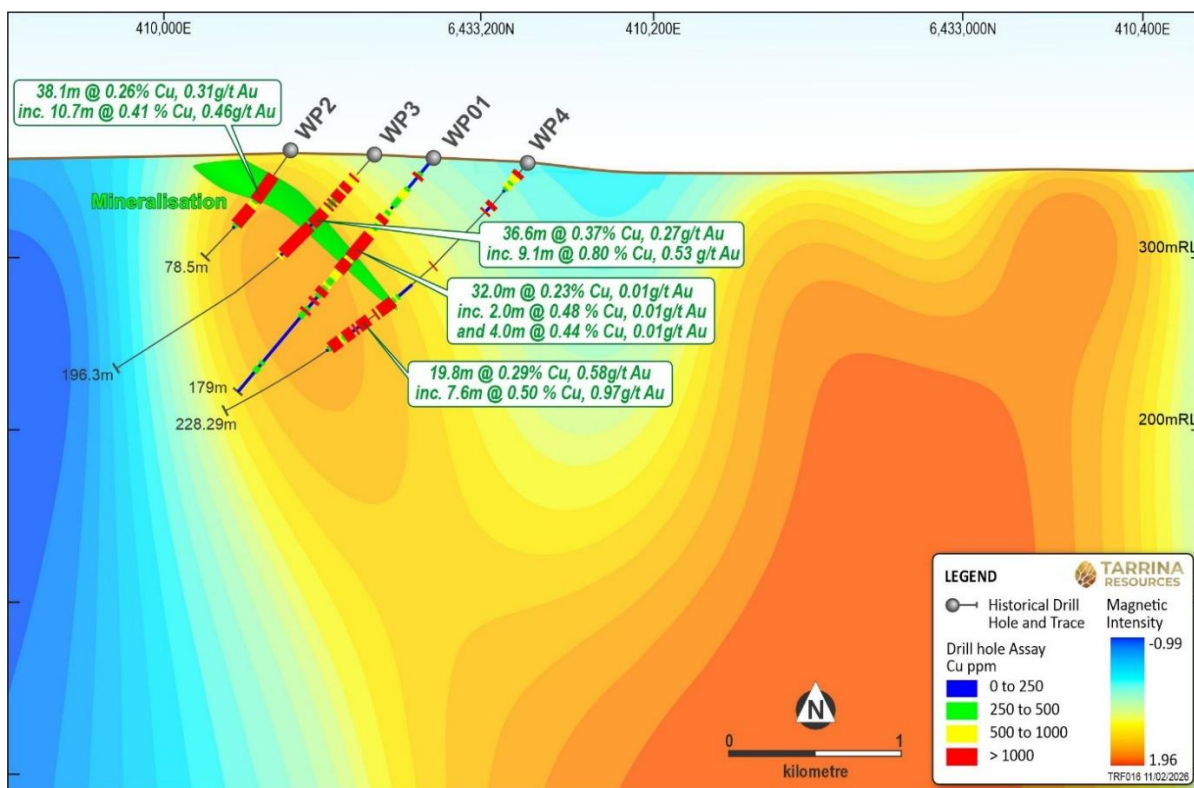 410,000E
6,433,200N
410,200E
6,433,000N
410,400E
38.1m @ 0.26% Cu, 0.31g/t Au
inc. 10.7m @ 0.41 % Cu, 0.46g/t Au
WP2
WP3
WP01
WP4
Mineralisation
36.6m @ 0.37% Cu, 0.27g/t Au
inc. 9.1m @ 0.80 % Cu, 0.53 g/t Au
300mRL
78.5m
32.0m @ 0.23% Cu, 0.01g/t Au
inc. 2.0m @ 0.48 % Cu, 0.01g/t Au
and 4.0m @ 0.44 % Cu, 0.01g/t Au
196.3m
19.8m @ 0.29% Cu, 0.58g/t Au
inc. 7.6m @ 0.50 % Cu, 0.97g/t Au
179m
228.29m
200mRL
LEGEND
TARRINA
RESOURCES
Historical Drill
Hole and Trace
Drill hole Assay
Cu ppm
0 to 250
250 to 500
500 to 1000
> 1000
Magnetic
Intensity
-0.99
1.96
N
0
1
kilometre
TRF016 11/02/2026